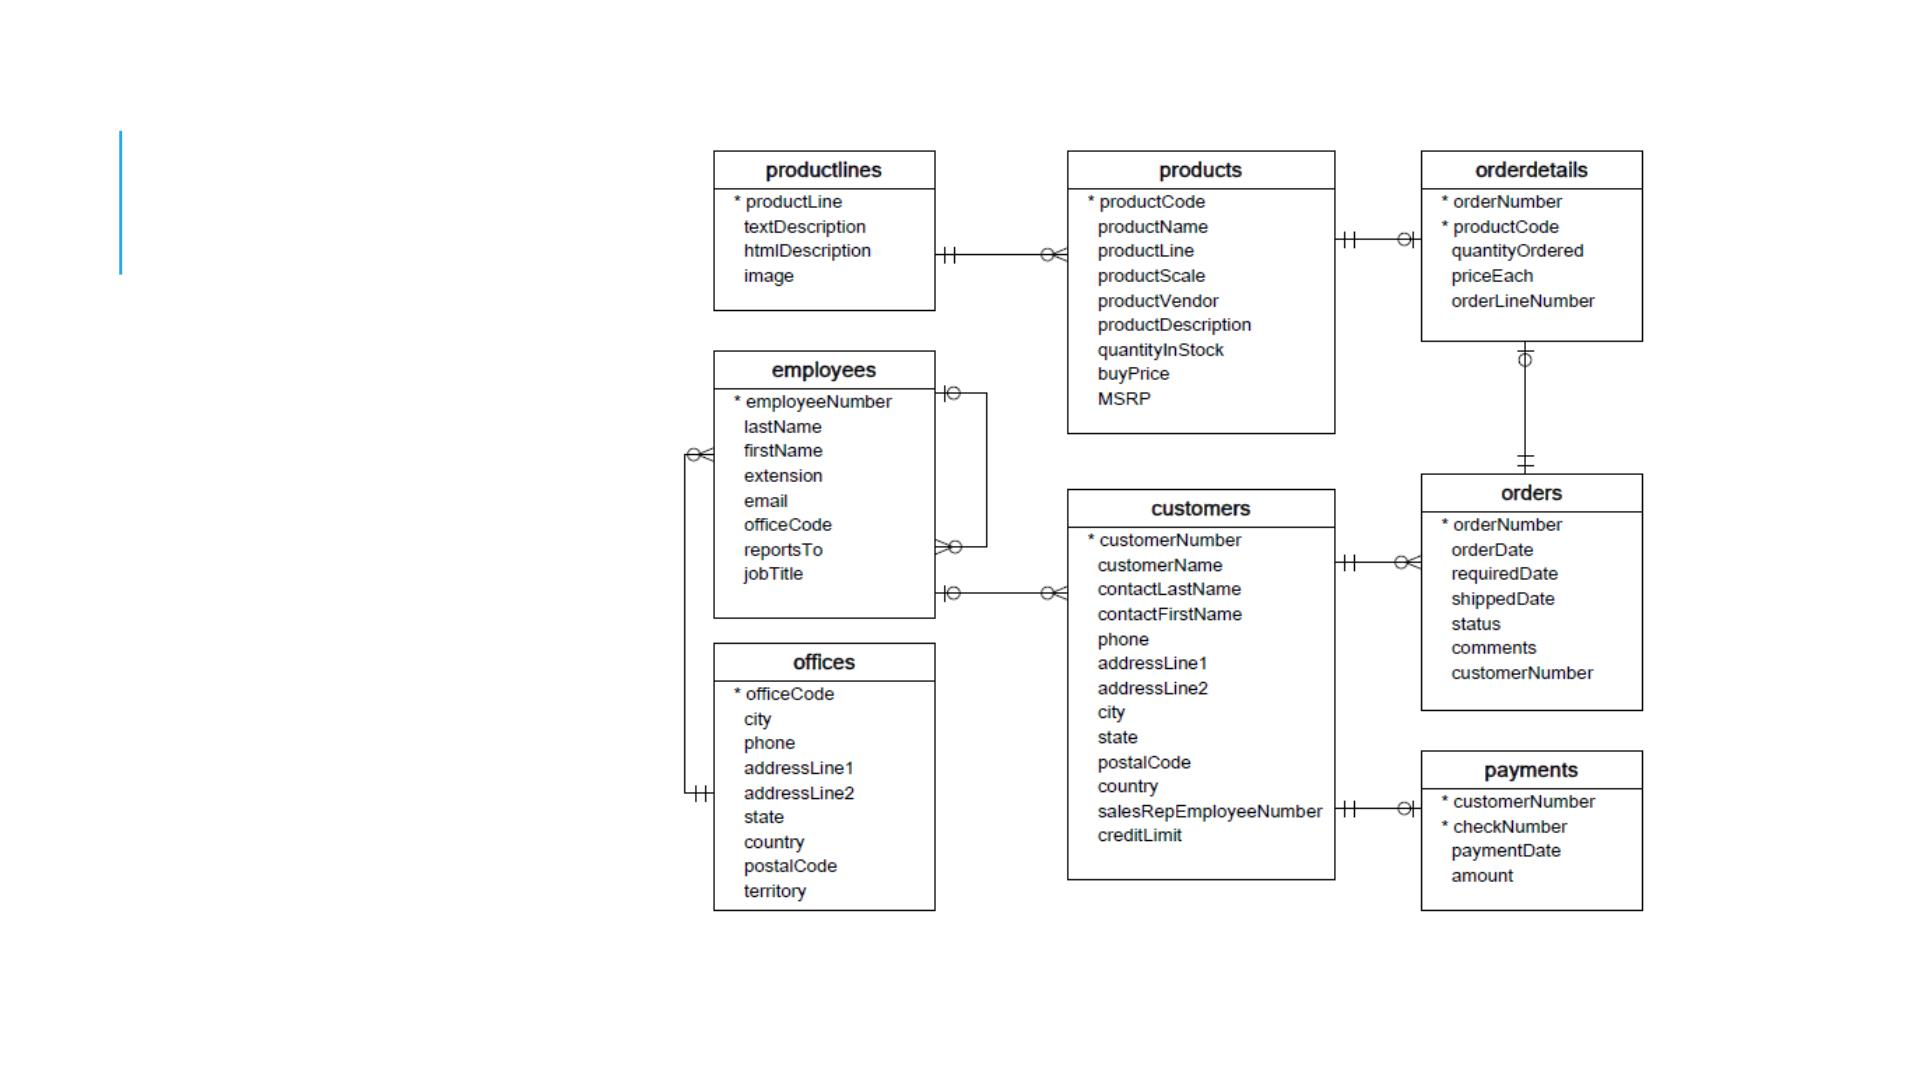 productlines
* productLine
textDescription
htmlDescription
image
products
* productCode
productName
productLine
productScale
productVendor
productDescription
quantityInStock
buyPrice
MSRP
orderdetails
* orderNumber
* productCode
quantityOrdered
priceEach
orderLineNumber
employees
* employeeNumber
lastName
firstName
extension
email
officeCode
reportsTo
jobTitle
customers
* customerNumber
customerName
contactLastName
contactFirstName
phone
addressLine1
addressLine2
city
state
postalCode
country
salesRepEmployeeNumber
creditLimit
orders
* orderNumber
orderDate
requiredDate
shippedDate
status
comments
customerNumber
offices
* officeCode
city
phone
addressLine1
addressLine2
state
country
postalCode
territory
payments
* customerNumber
* checkNumber
paymentDate
amount